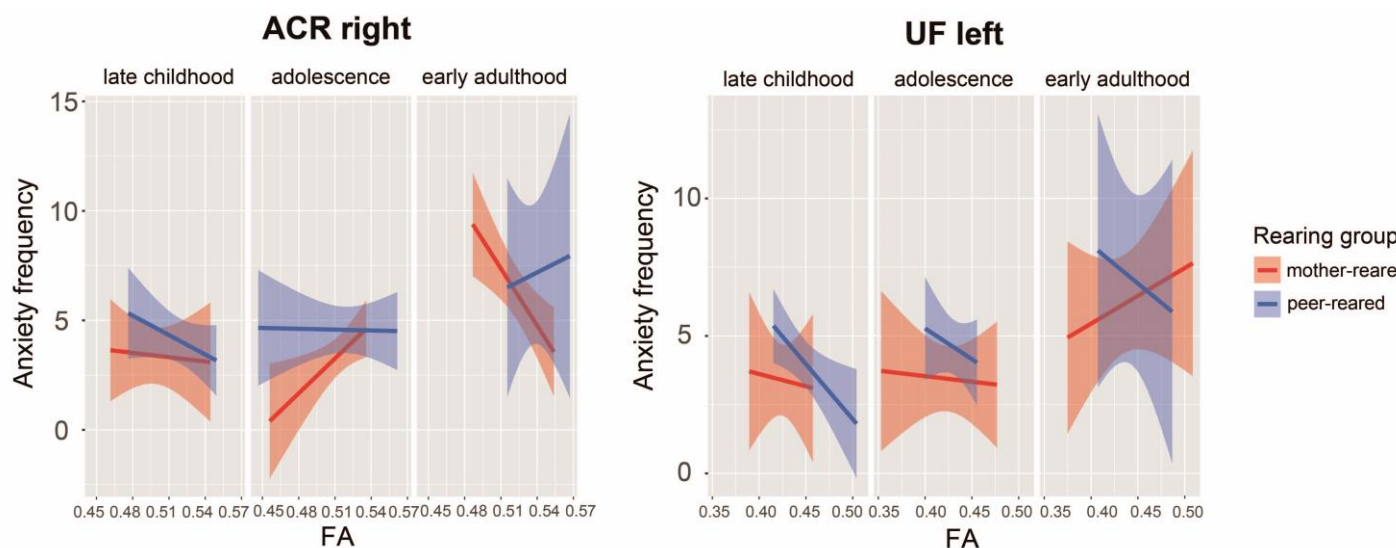 ACR right
late childhood adolescence early adulthood
15
10
5
0
Anxiety frequency
0.45 0.48 0.51 0.54 0.57 0.45 0.48 0.51 0.54 0.57 0.45 0.48 0.51 0.54 0.57
FA
UF left
late childhood adolescence early adulthood
10
5
0
Anxiety frequency
0.35 0.40 0.45 0.50 0.35 0.40 0.45 0.50 0.35 0.40 0.45 0.50
FA
Rearing group
mother-reare
peer-reared